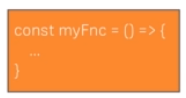 const myFnc = () => {
...
}